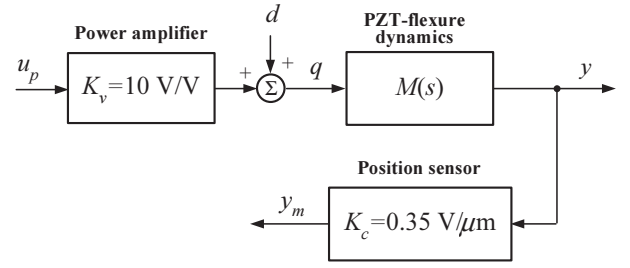 Power amplifier
d
PZT-flexure
dynamics
u_p
K_v=10 V/V
+
+
Σ
q
M(s)
y
Position sensor
y_m
K_c=0.35 V/μm